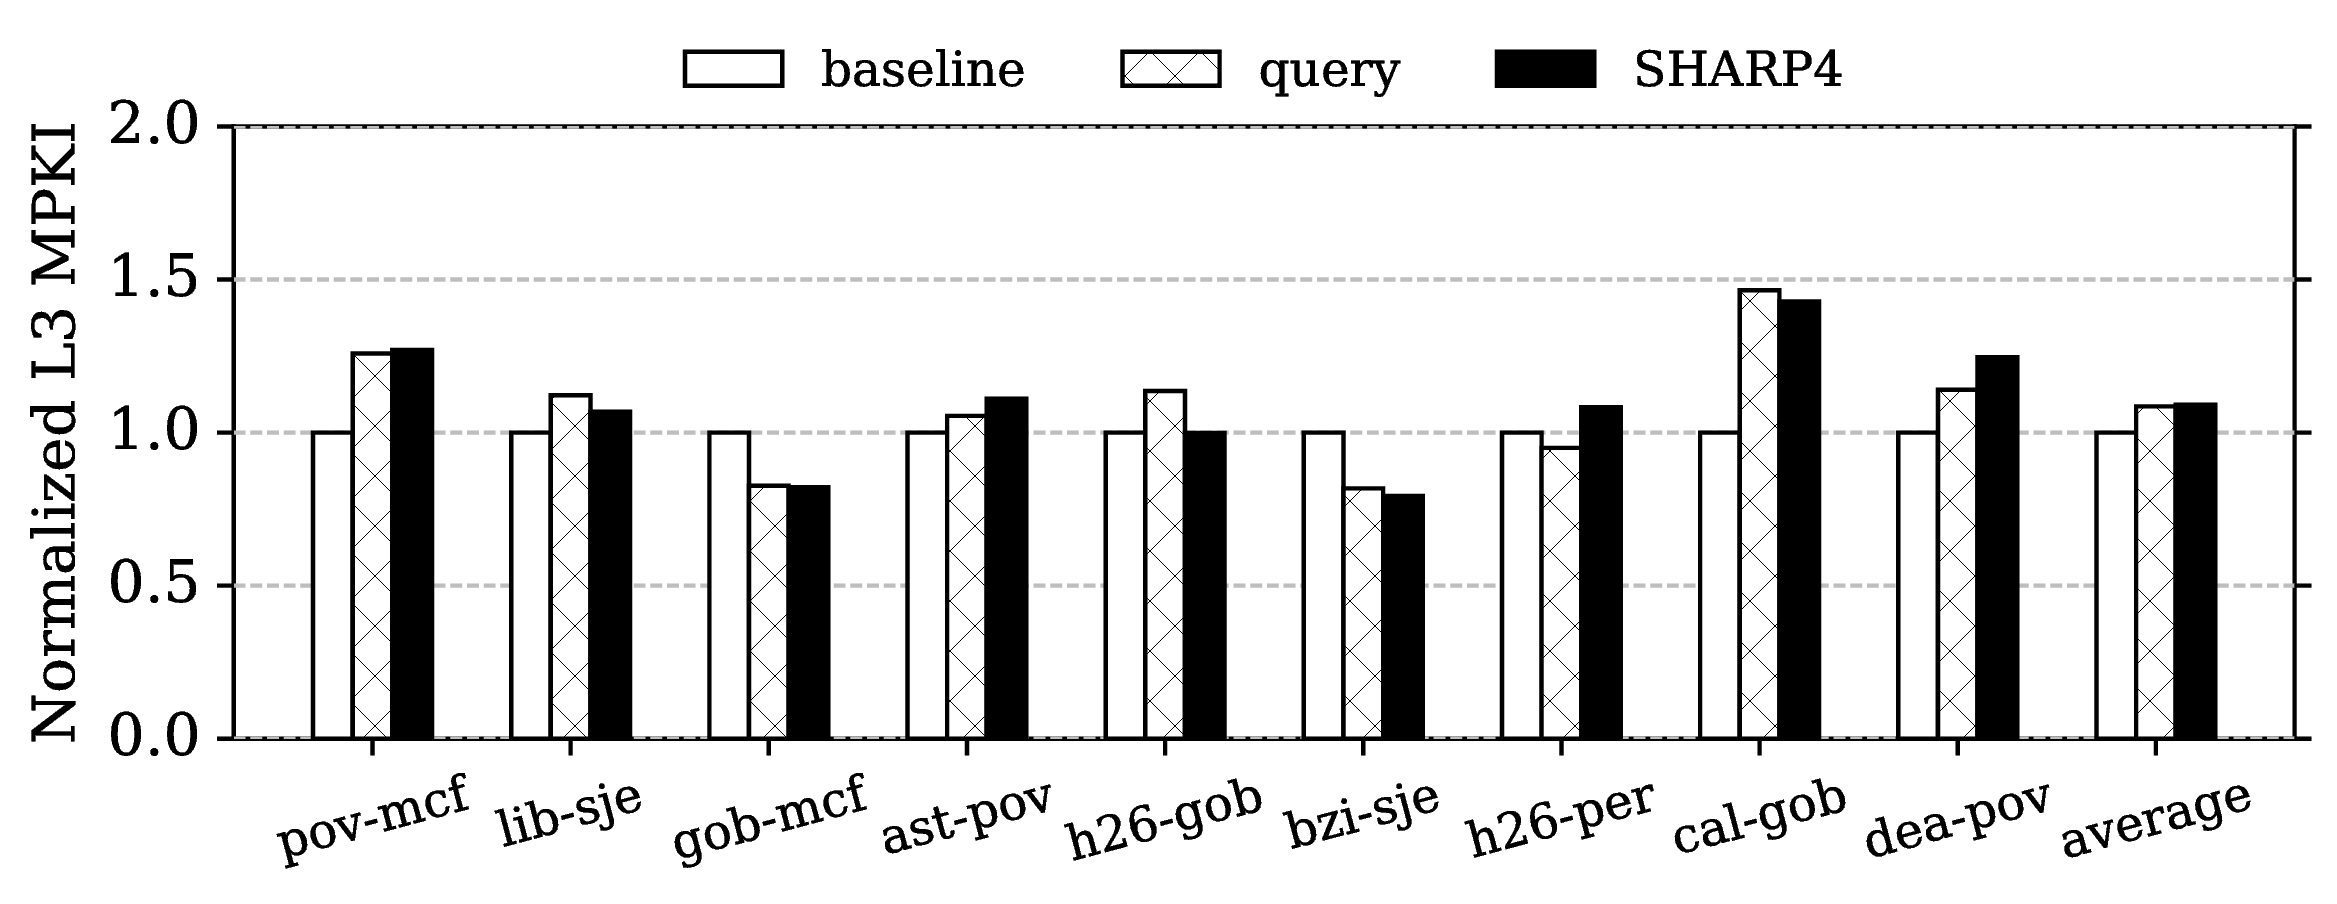 baseline query SHARP4
Normalized L3 MPKI
2.0
1.5
1.0
0.5
0.0
pov-mcf lib-sje gob-mcf ast-pov h26-gob bzi-sje h26-per cal-gob dea-pov average